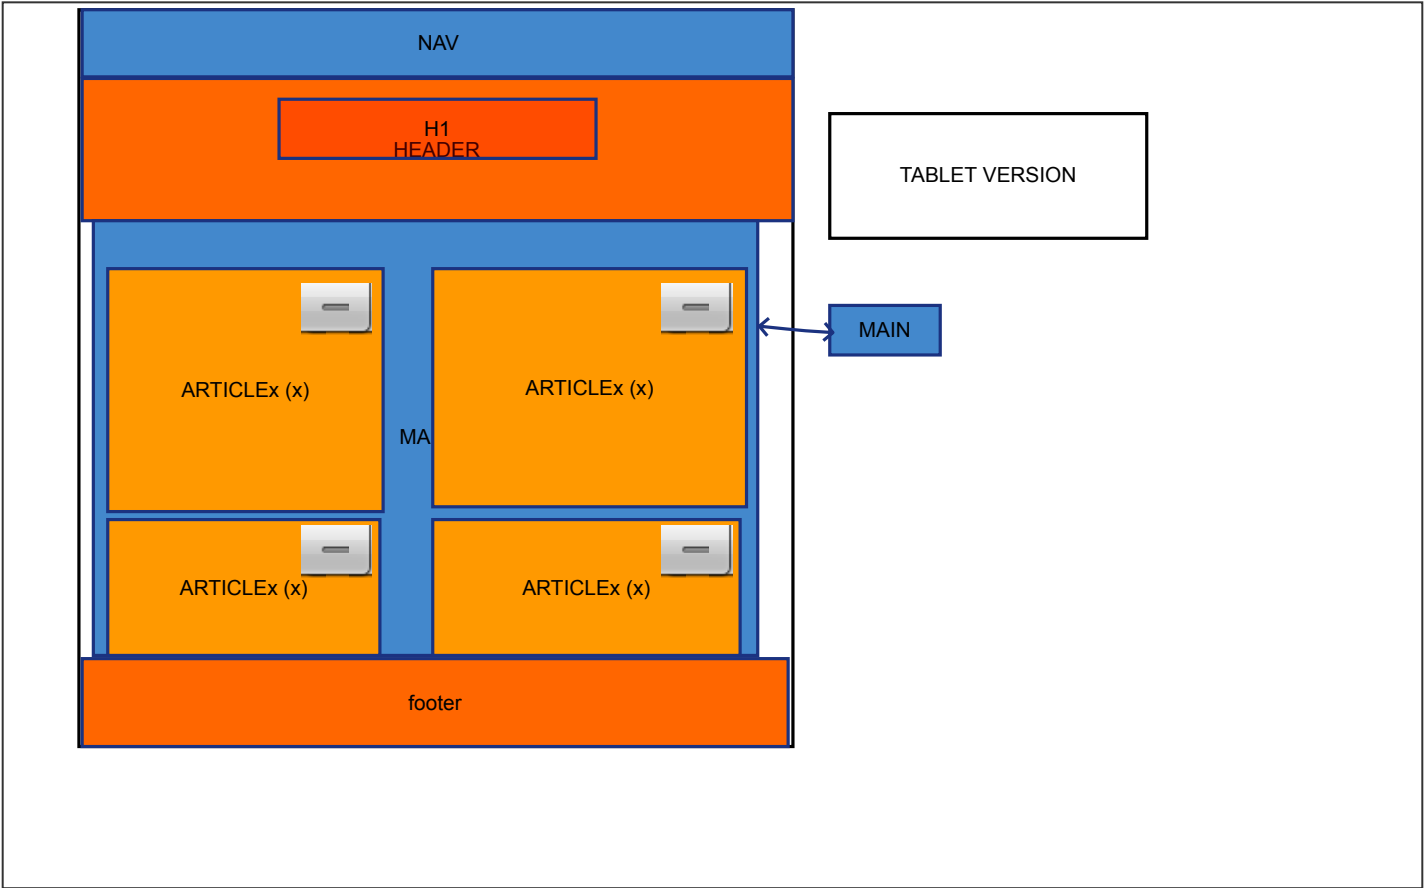 NAV
H1
HEADER
TABLET VERSION
MAIN
ARTICLEx (x)
ARTICLEx (x)
MA
ARTICLEx (x)
ARTICLEx (x)
footer